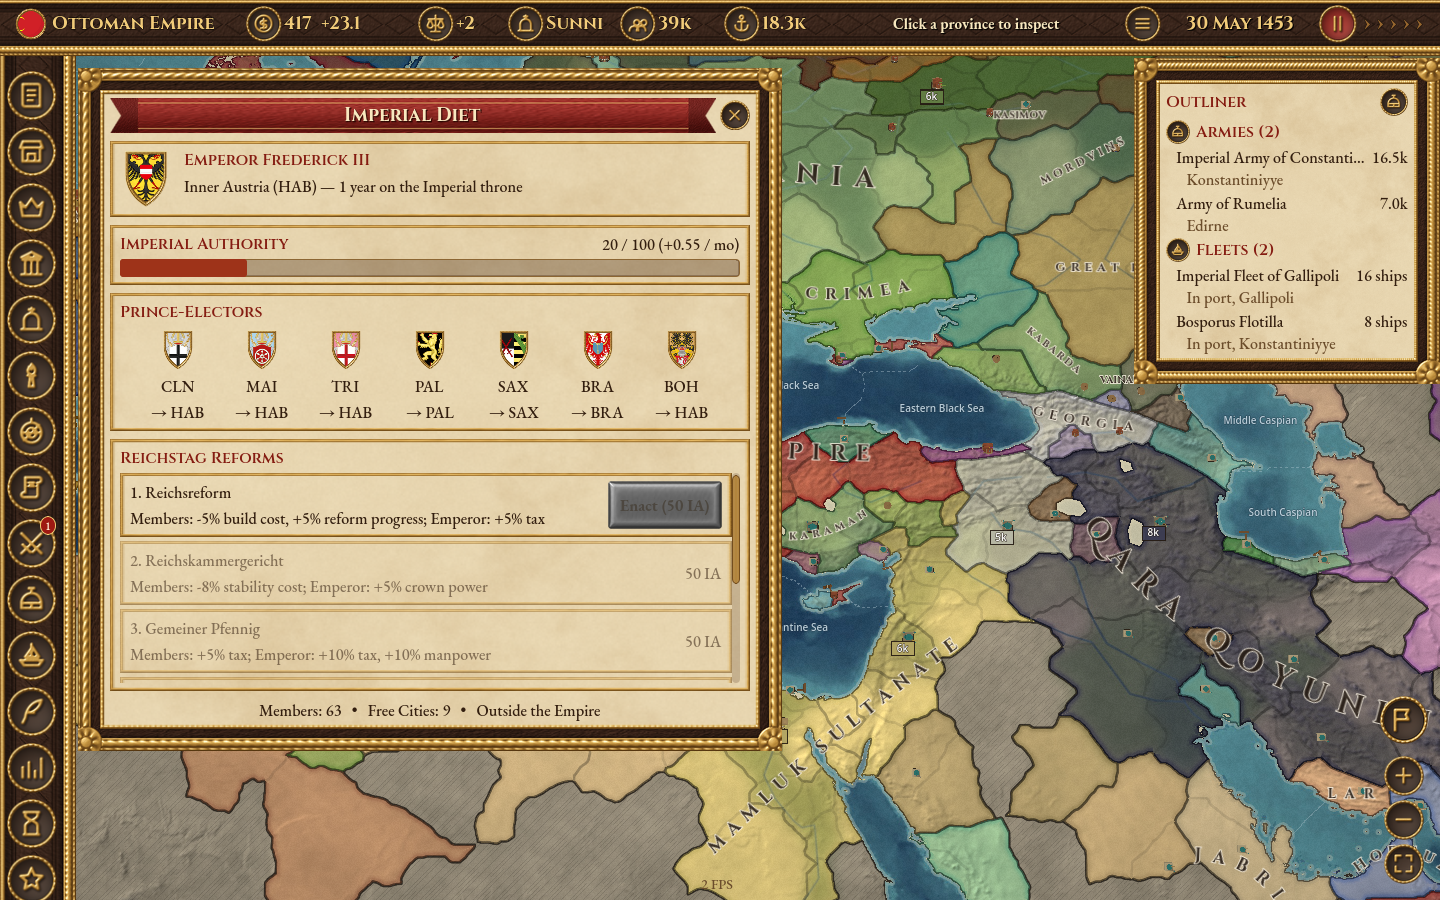 Ottoman Empire
417 +23.1
+2
Sunni
39k
18.3k
Click a province to inspect
30 May 1453
Imperial Diet
Emperor Frederick III
Inner Austria (HAB) — 1 year on the Imperial throne
Imperial Authority
20 / 100 (+0.55 / mo)
Prince-Electors
CLN MAI TRI PAL SAX BRA BOH
→ HAB → HAB → HAB → PAL → SAX → BRA → HAB
Reichstag Reforms
1. Reichsreform
Members: -5% build cost, +5% reform progress; Emperor: +5% tax
Enact (50 IA)
2. Reichskammergericht
Members: -8% stability cost; Emperor: +5% crown power
50 IA
3. Gemeiner Pfennig
Members: +5% tax; Emperor: +10% tax, +10% manpower
50 IA
Members: 63 • Free Cities: 9 • Outside the Empire
Outliner
Armies (2)
Imperial Army of Constanti... 16.5k
Konstantiniyye
Army of Rumelia 7.0k
Edirne
Fleets (2)
Imperial Fleet of Gallipoli 16 ships
In port, Gallipoli
Bosporus Flotilla 8 ships
In port, Konstantiniyye
1
6k
KASIMOV
MORDVINS
NIA
GREAT
CRIMEA
KABARDA
VAINA
ack Sea
Eastern Black Sea
GEORGIA
Middle Caspian
PIRE
South Caspian
KARAMAN
5k
8k
QARA QOYUN
ntine Sea
6k
MAMLUK SULTANATE
LAR
JABRI
2 FPS